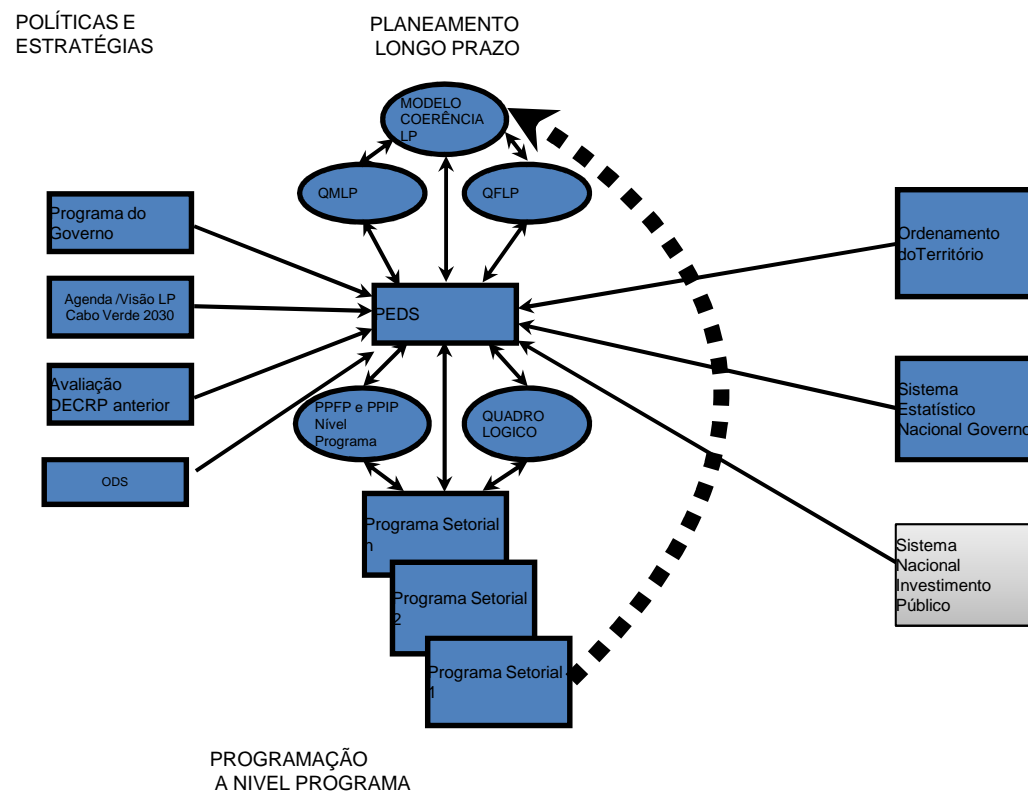 POLÍTICAS E
ESTRATÉGIAS
PLANEAMENTO
LONGO PRAZO
MODELO
COERÊNCIA
LP
QMLP
QFLP
Programa do
Governo
Agenda /Visão LP
Cabo Verde 2030
Avaliação
DECRP anterior
ODS
PEDS
Ordenamento
doTerritório
Sistema
Estatístico
Nacional Governo
Sistema
Nacional
Investimento
Público
PPFP e PPIP
Nível
Programa
QUADRO
LOGICO
Programa Setorial
n
Programa Setorial
2
Programa Setorial
1
PROGRAMAÇÃO
A NIVEL PROGRAMA